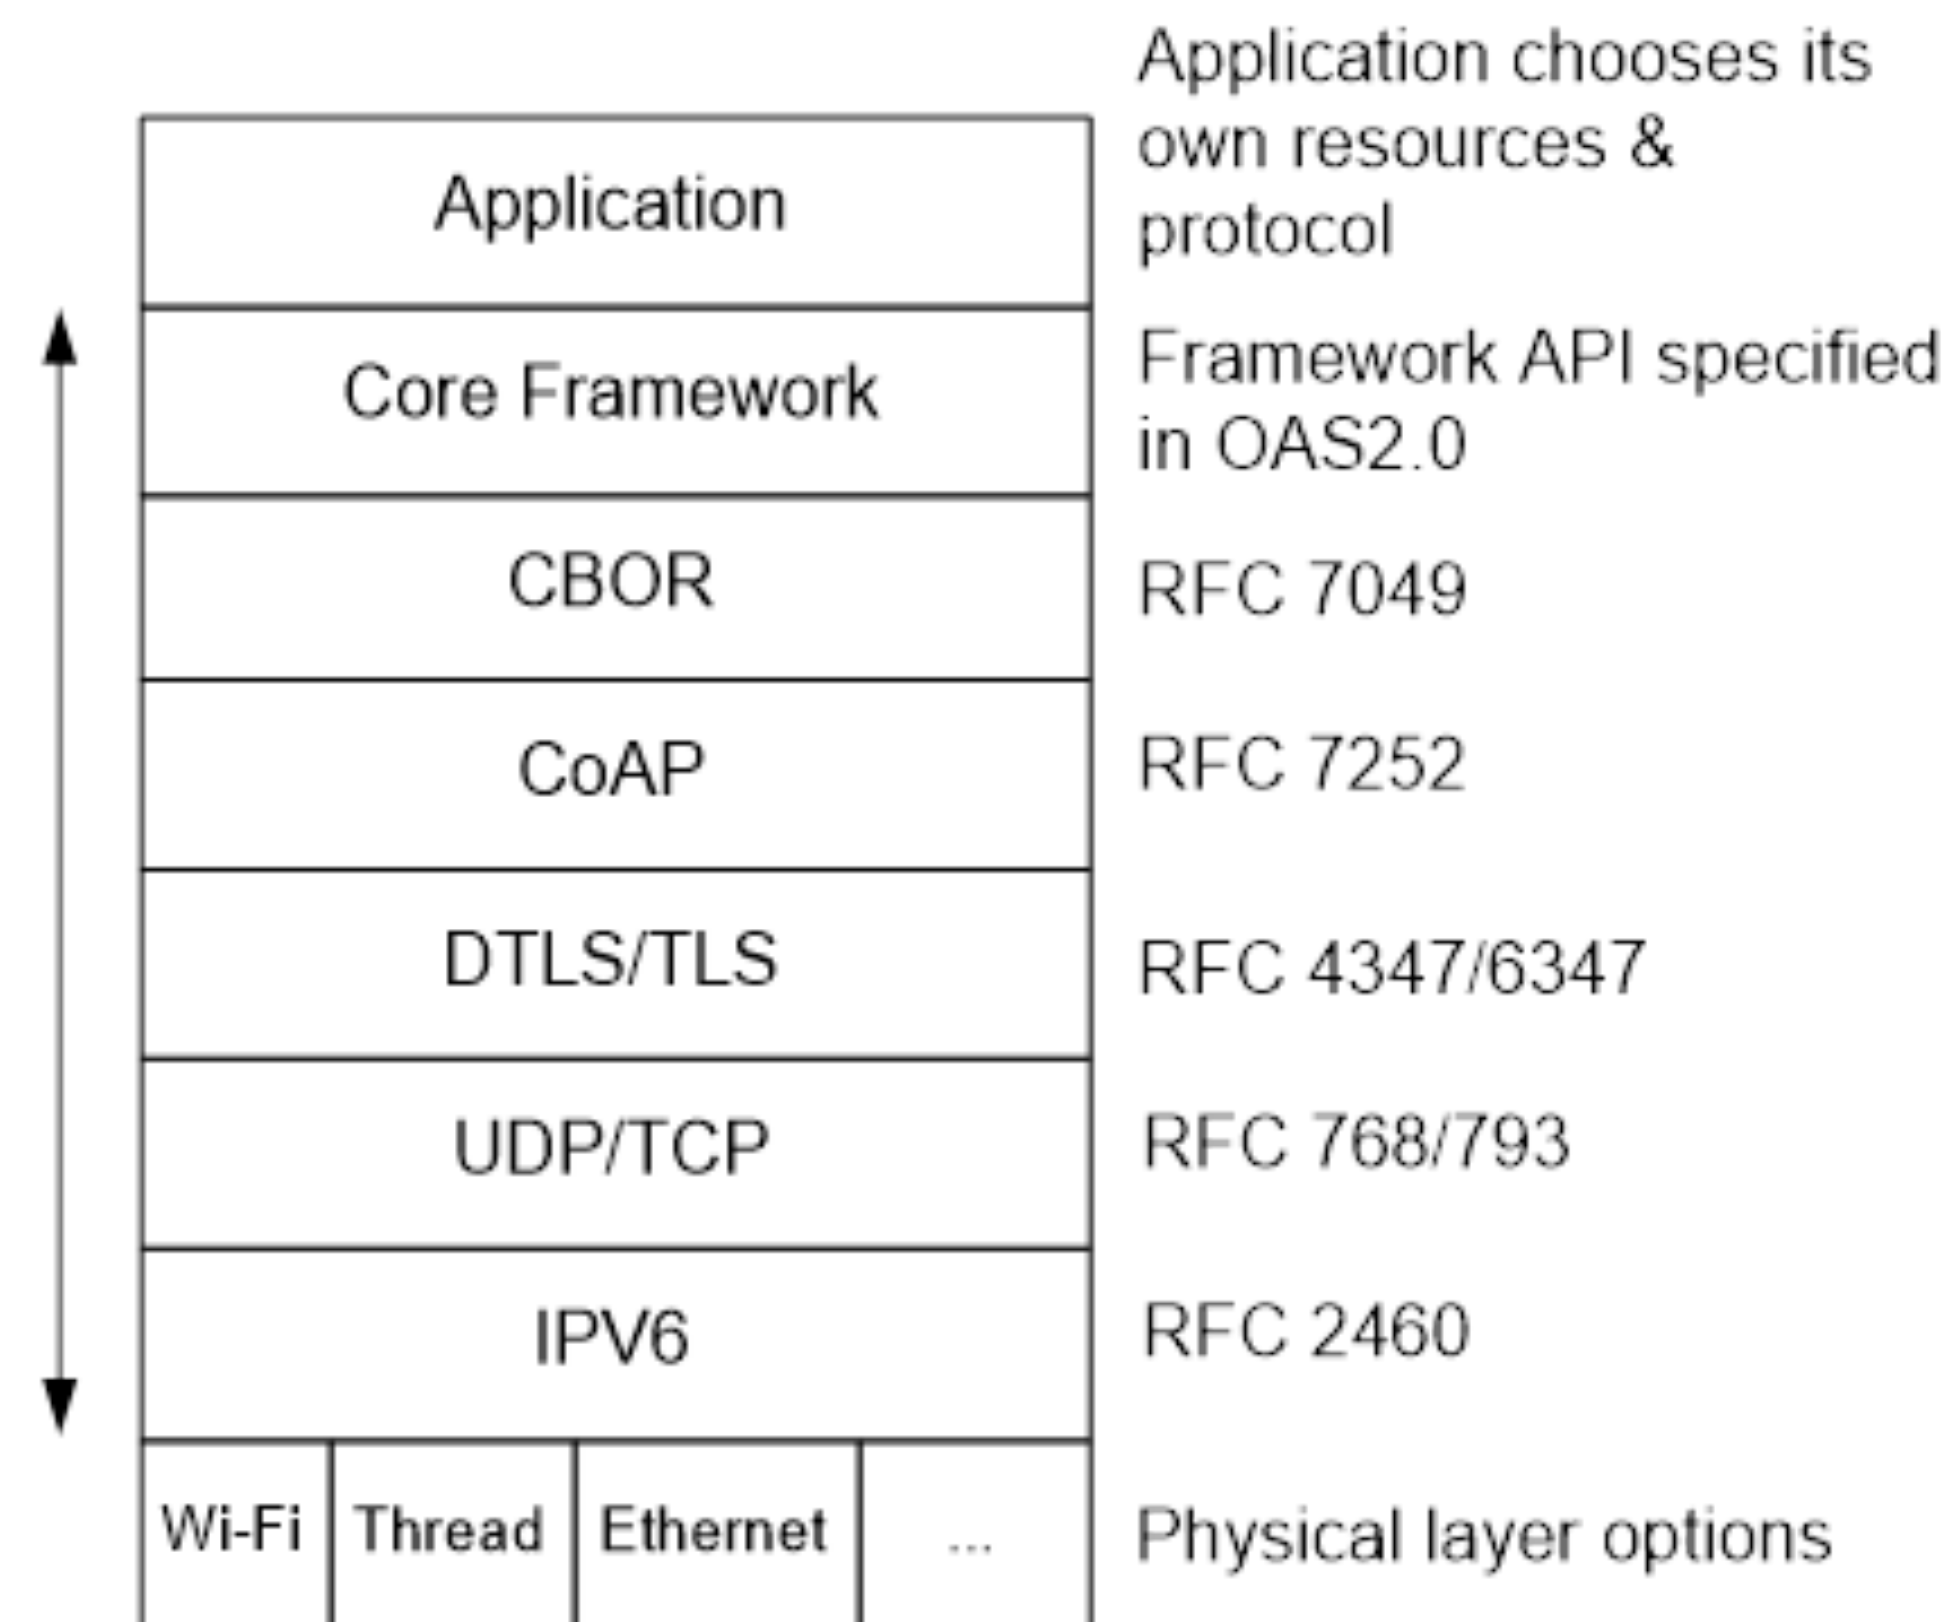 Application chooses its
own resources &
protocol
Application
Core Framework
Framework API specified
in OAS2.0
CBOR
RFC 7049
CoAP
RFC 7252
DTLS/TLS
RFC 4347/6347
UDP/TCP
RFC 768/793
IPV6
RFC 2460
Wi-Fi
Thread
Ethernet
...
Physical layer options